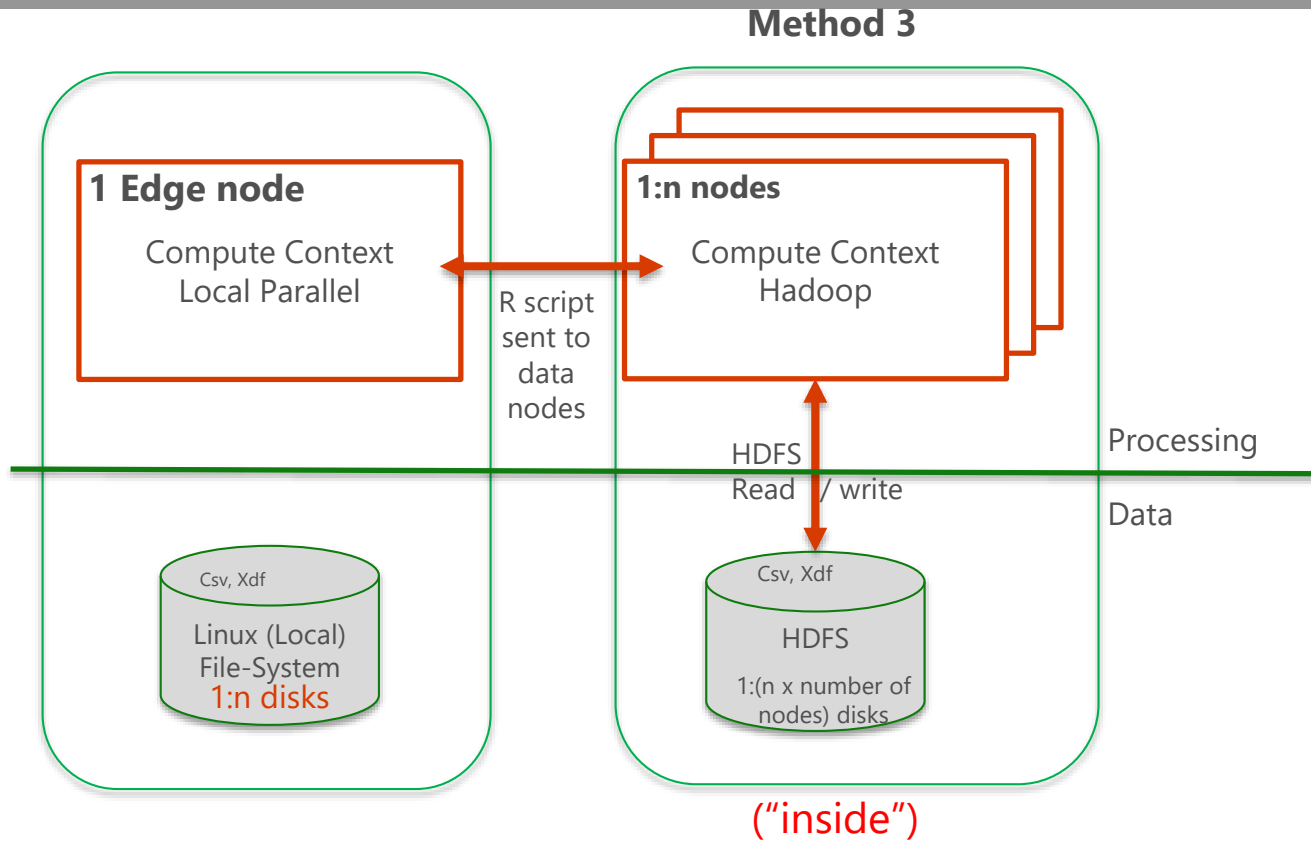 Method 3
1 Edge node
Compute Context
Local Parallel
R script
sent to
data
nodes
1:n nodes
Compute Context
Hadoop
HDFS
Read / write
Processing
Data
Csv, Xdf
Linux (Local)
File-System
1:n disks
Csv, Xdf
HDFS
1:(n x number of
nodes) disks
(“inside”)